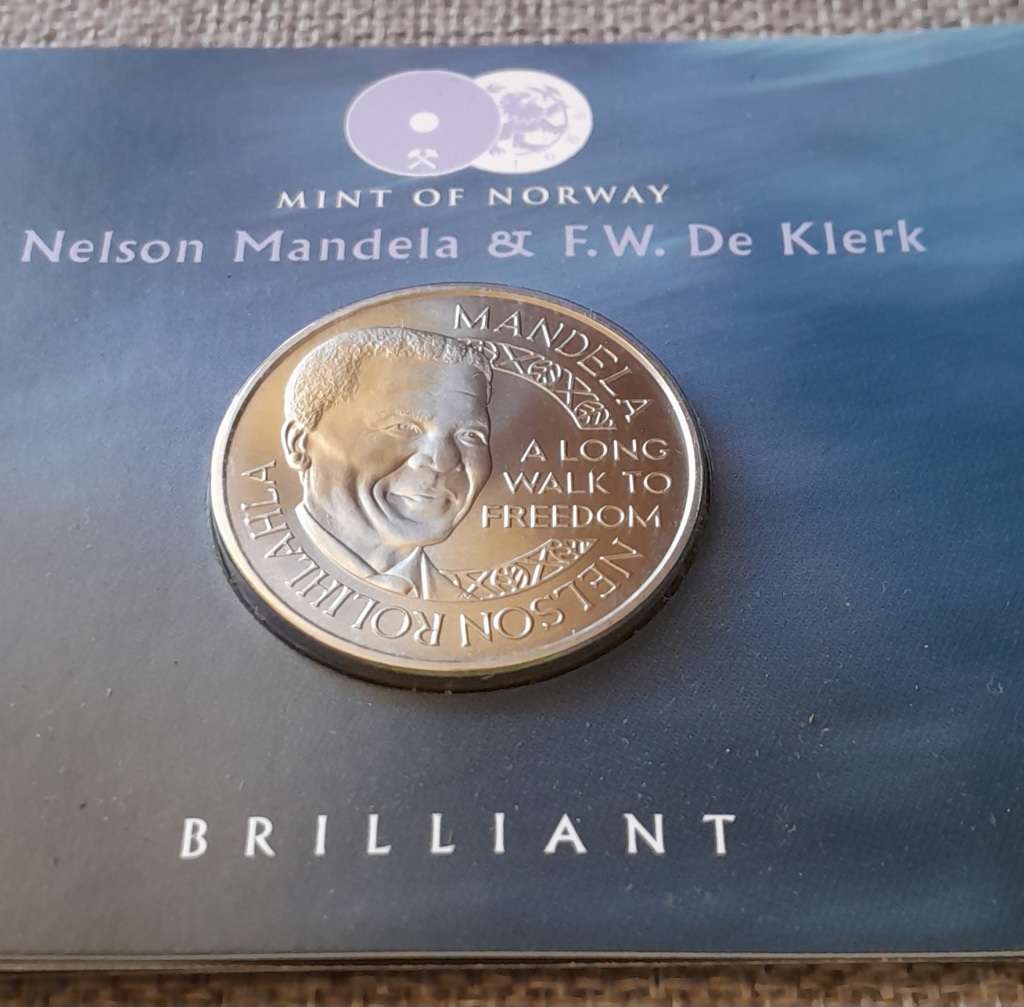 MINT OF NORWAY
Nelson Mandela & F.W. De Klerk
NELSON ROLIHLAHLA MANDELA
A LONG
WALK TO
FREEDOM
BRILLIANT